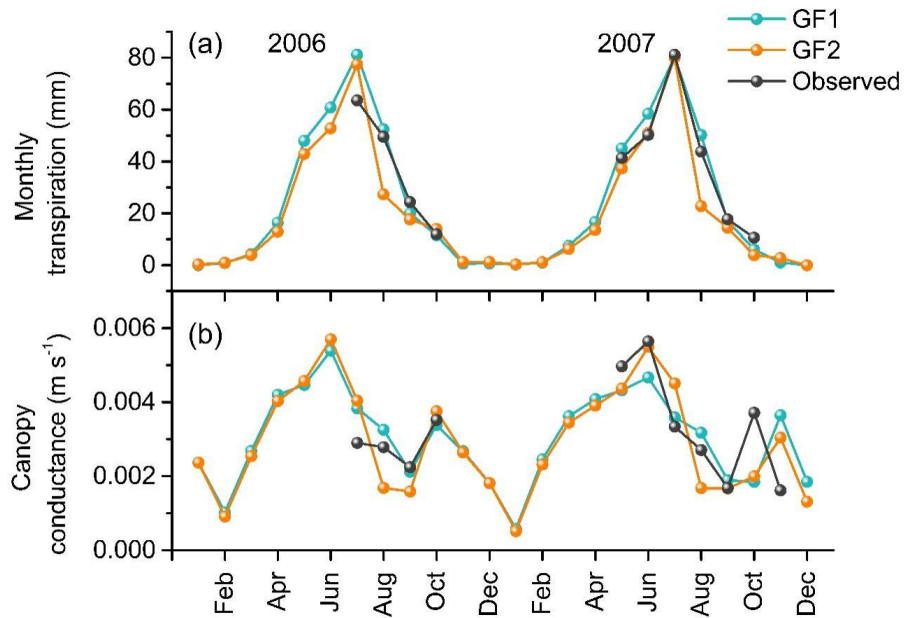 GF1
GF2
Observed
(a)
2006
2007
Monthly
transpiration (mm)
80
60
40
20
0
(b)
Canopy
conductance (m s⁻¹)
0.006
0.004
0.002
0.000
Feb
Apr
Jun
Aug
Oct
Dec
Feb
Apr
Jun
Aug
Oct
Dec